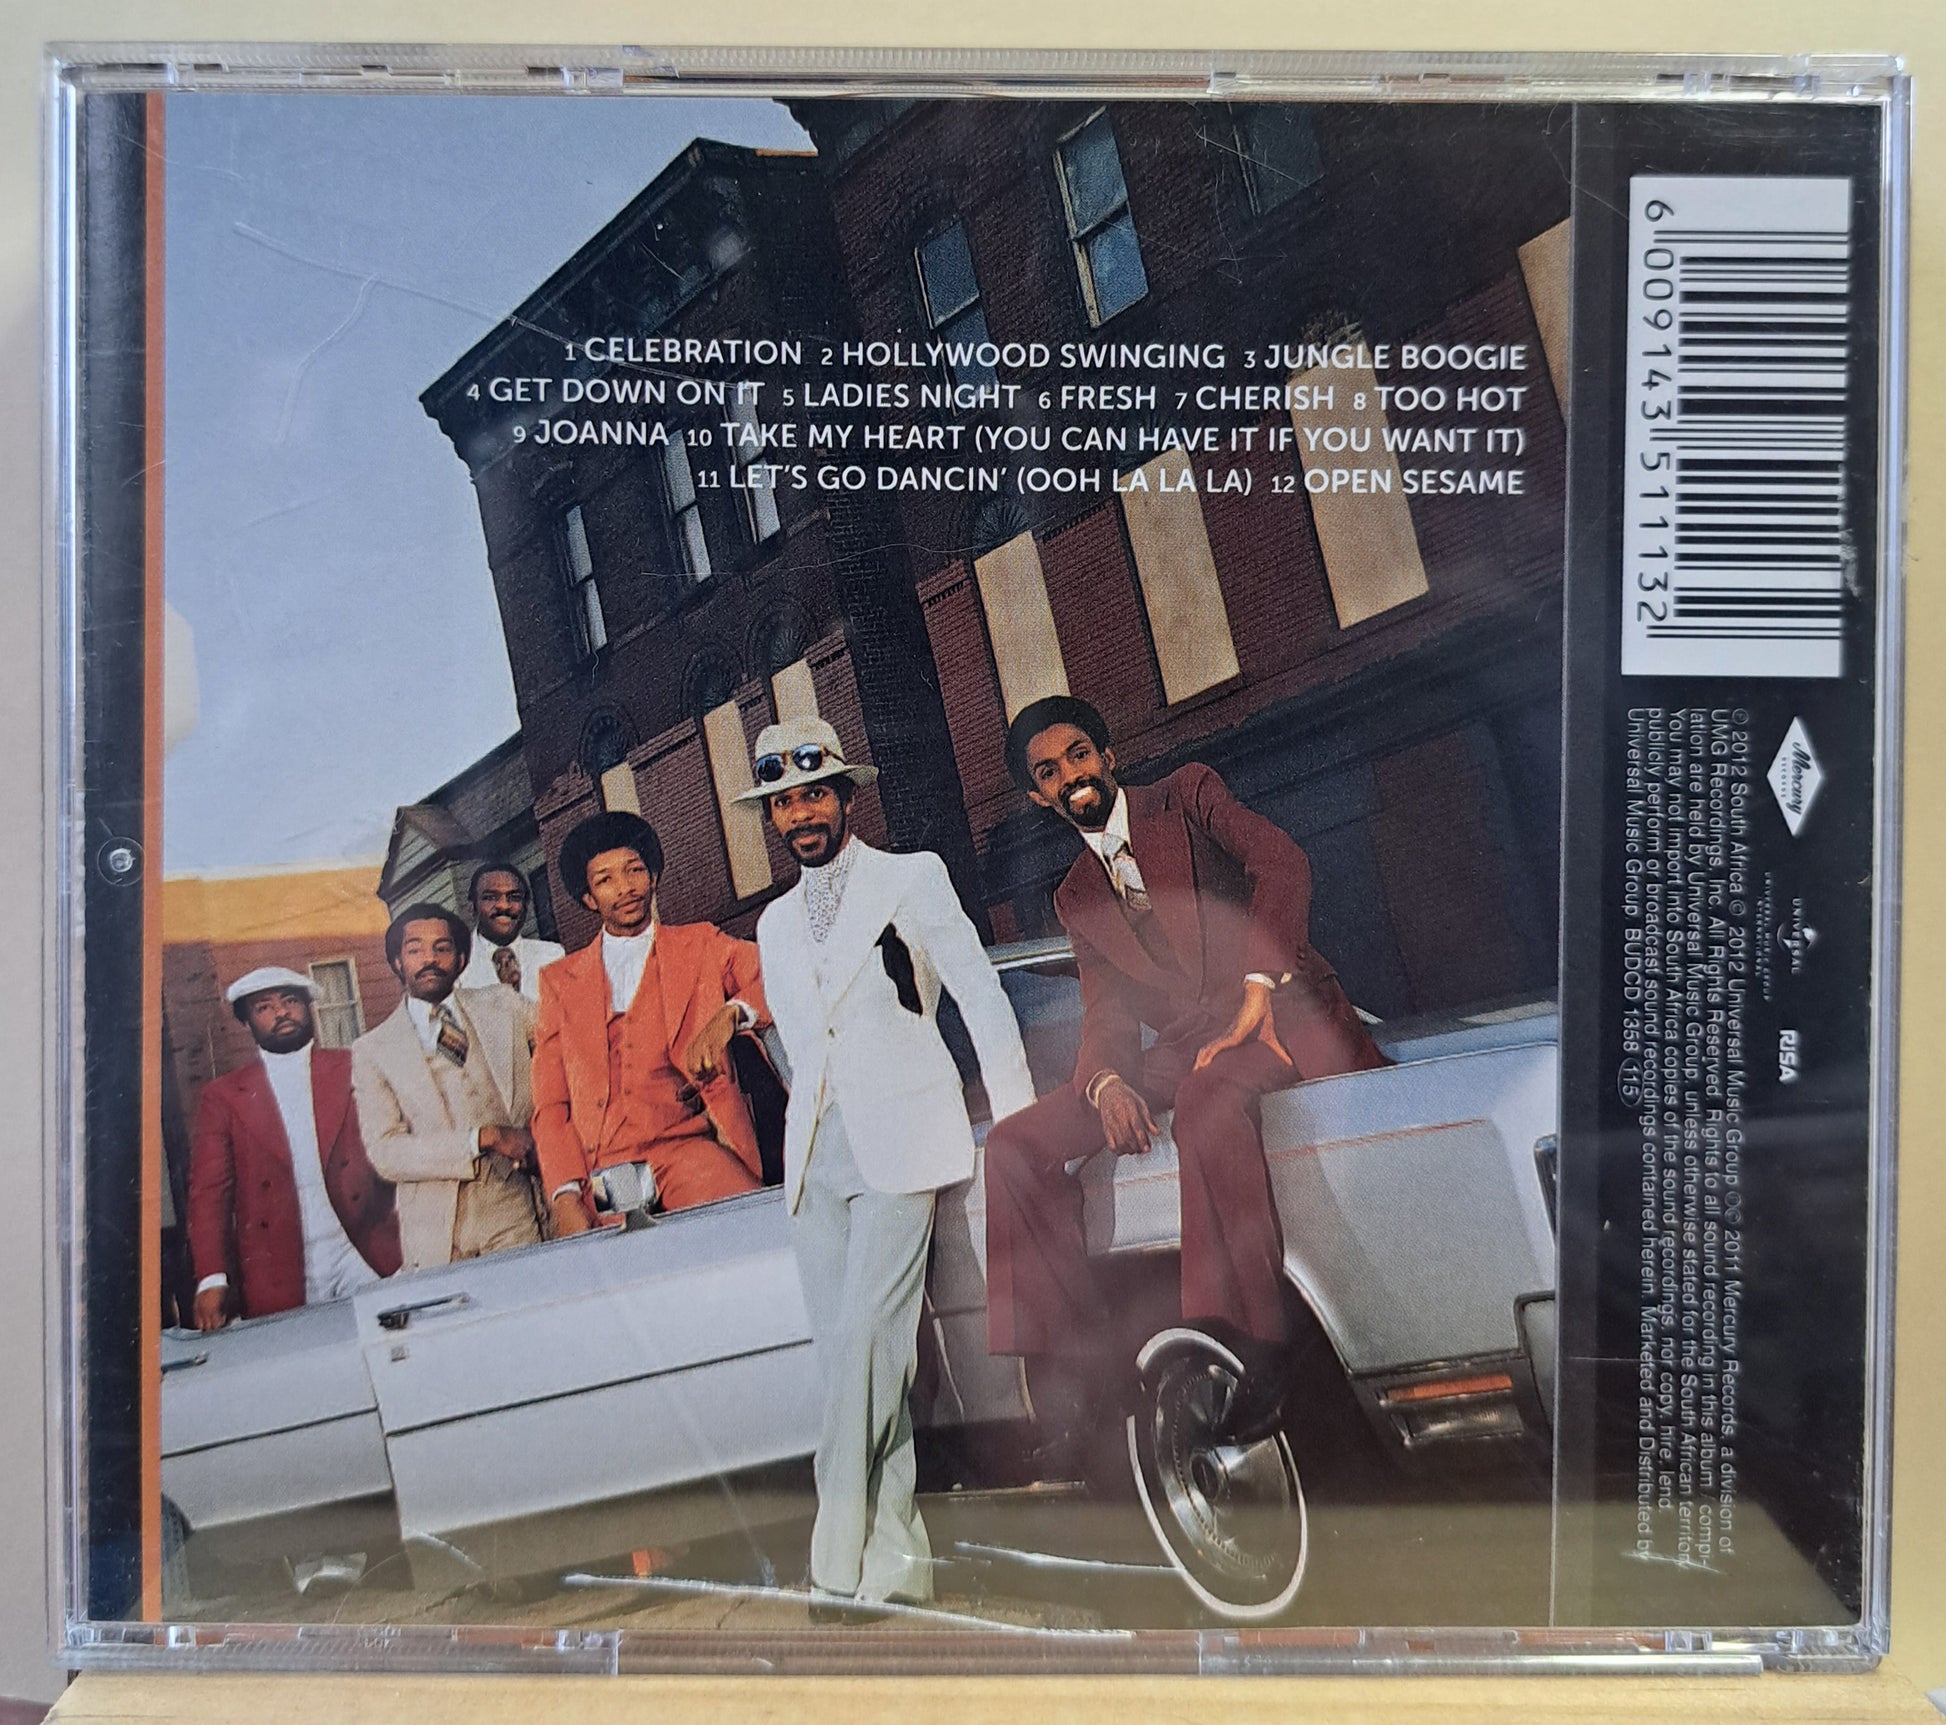 1 CELEBRATION 2 HOLLYWOOD SWINGING 3 JUNGLE BOOGIE
4 GET DOWN ON IT 5 LADIES NIGHT 6 FRESH 7 CHERISH 8 TOO HOT
9 JOANNA 10 TAKE MY HEART (YOU CAN HAVE IT IF YOU WANT IT)
11 LET'S GO DANCIN' (OOH LA LA LA) 12 OPEN SESAME
6 009143 511132
Mercury
RECORDS
UNIVERSAL
UNIVERSAL MUSIC GROUP
INTERNATIONAL
RISA
℗ 2012 South Africa © 2012 Universal Music Group ℗© 2011 Mercury Records, a division of
UMG Recordings, Inc. All Rights Reserved. Rights to all sound recording in this album / compi-
lation are held by Universal Music Group, unless otherwise stated for the South African territory.
You may not import into South Africa copies of the sound recordings, nor copy, hire, lend,
publicly perform or broadcast sound recordings contained herein. Marketed and Distributed by
Universal Music Group. BUDCD 1358 (115)